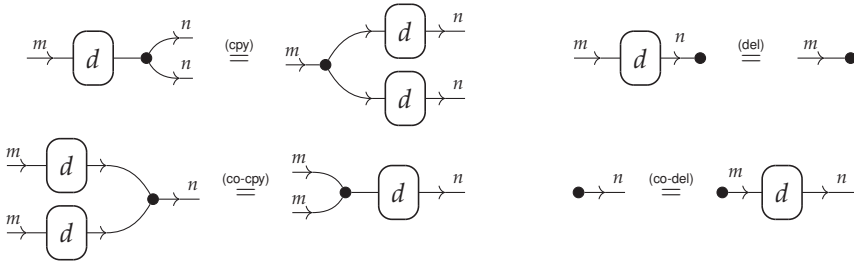 m d n n (cpy) = m d n d n
m d n (del) = m
m d m d n (co-cpy) = m m d n
n (co-del) = m d n